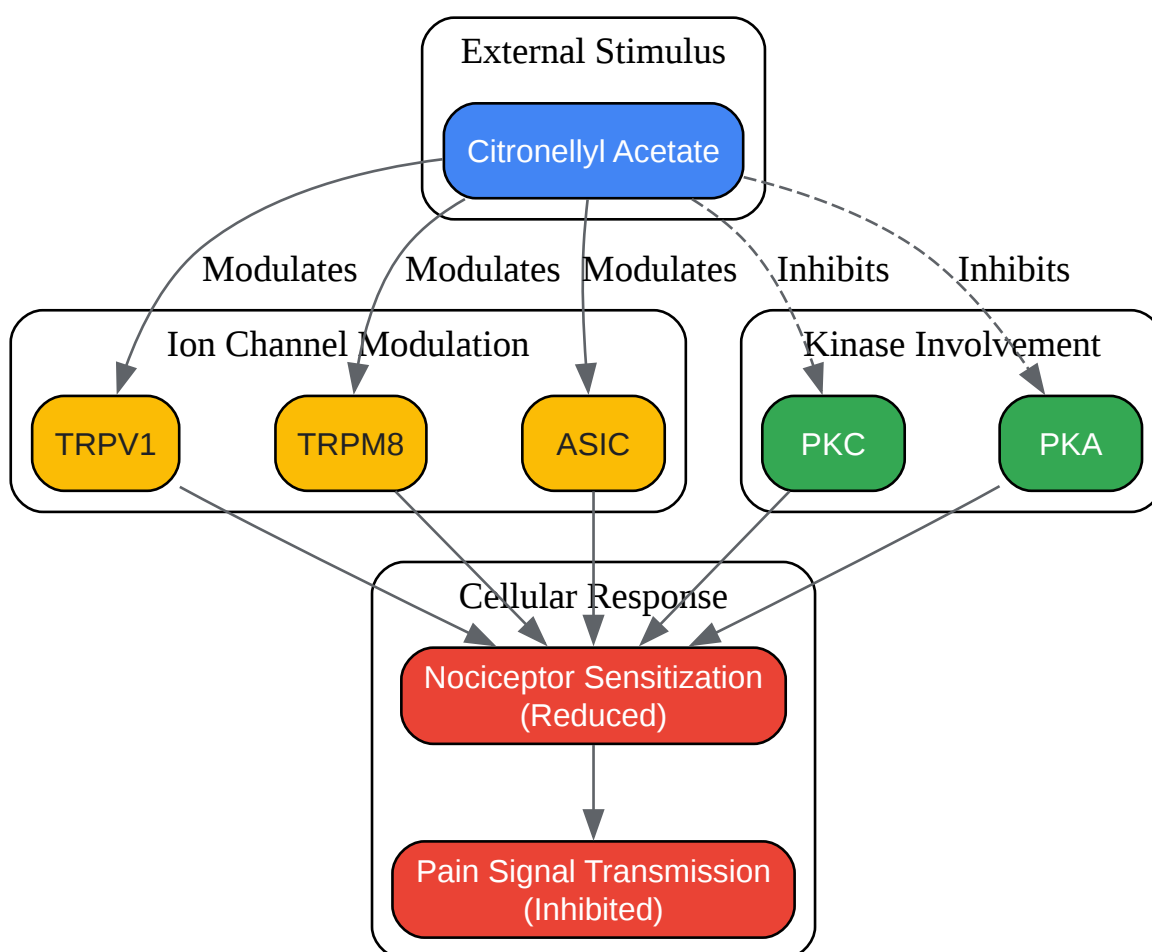 External Stimulus
Citronellyl Acetate
Modulates
Modulates
Modulates
Inhibits
Inhibits
Ion Channel Modulation
Kinase Involvement
TRPV1
TRPM8
ASIC
PKC
PKA
Cellular Response
Nociceptor Sensitization
(Reduced)
Pain Signal Transmission
(Inhibited)